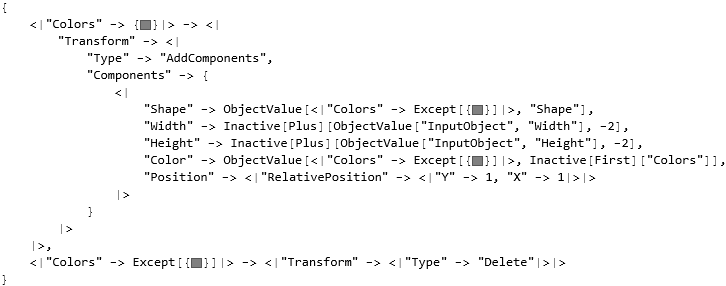 {
    <|"Colors" -> {■}|> -> <|
        "Transform" -> <|
            "Type" -> "AddComponents",
            "Components" -> {
                <|
                    "Shape" -> ObjectValue[<|"Colors" -> Except[{■}]|>, "Shape"],
                    "Width" -> Inactive[Plus][ObjectValue["InputObject", "Width"], -2],
                    "Height" -> Inactive[Plus][ObjectValue["InputObject", "Height"], -2],
                    "Color" -> ObjectValue[<|"Colors" -> Except[{■}]|>, Inactive[First]["Colors"]],
                    "Position" -> <|"RelativePosition" -> <|"Y" -> 1, "X" -> 1|>|>
                |>
            }
        |>
    |>,
    <|"Colors" -> Except[{■}]|> -> <|"Transform" -> <|"Type" -> "Delete"|>|>
}